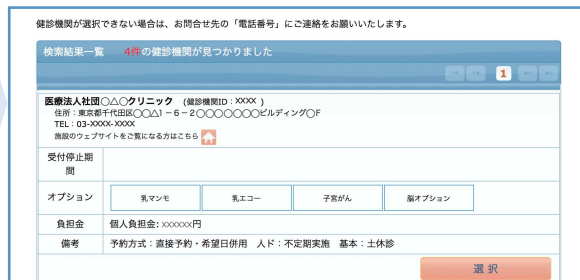 健診機関が選択できない場合は、お問合せ先の「電話番号」にご連絡をお願いいたします。
検索結果一覧 4件の健診機関が見つかりました
1
医療法人社団○△○クリニック (健診機関ID:XXXX )
住所:東京都千代田区○○△1-6-2○○○○○○○ビルディング○F
TEL:03-XXXX-XXXX
施設のウェブサイトをご覧になる方はこちら
受付停止期間
オプション 乳マンモ 乳エコー 子宮がん 脳オプション
負担金 個人負担金:xxxxxx円
備考 予約方式:直接予約・希望日併用 人ド:不定期実施 基本:土休診
選択